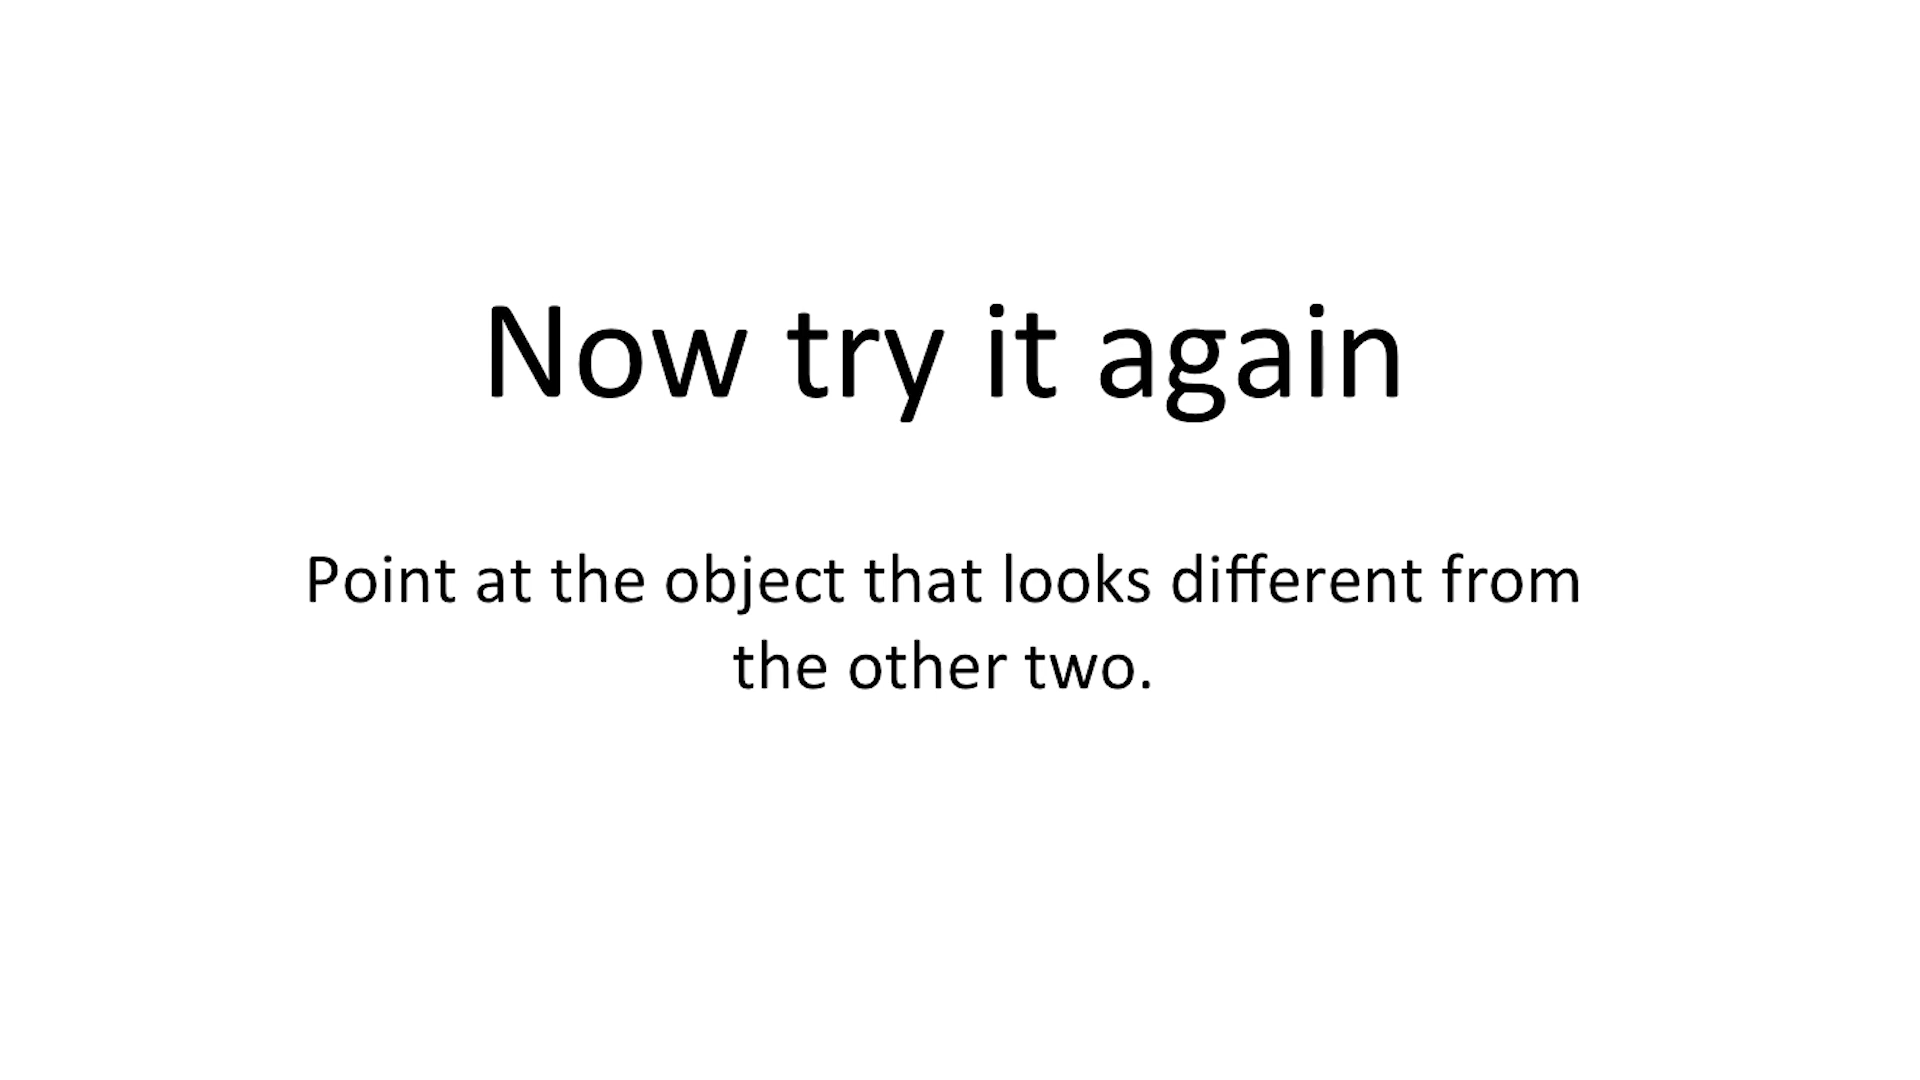 Now try it again
Point at the object that looks different from
the other two.